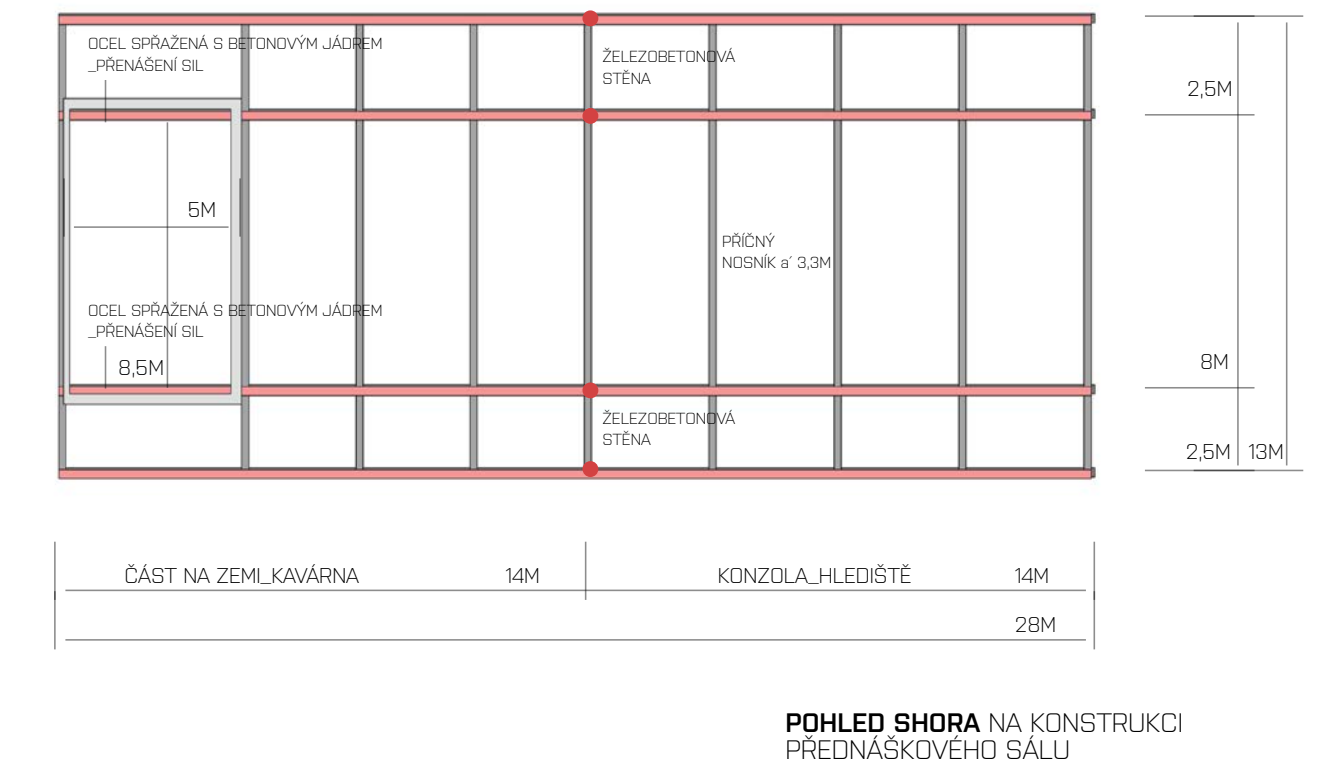 OCEL SPŘAŽENÁ S BETONOVÝM JÁDREM
_PŘENÁŠENÍ SIL
ŽELEZOBETONOVÁ
STĚNA
2,5M
5M
PŘÍČNÝ
NOSNÍK a´ 3,3M
OCEL SPŘAŽENÁ S BETONOVÝM JÁDREM
_PŘENÁŠENÍ SIL
8,5M
8M
ŽELEZOBETONOVÁ
STĚNA
2,5M
13M
ČÁST NA ZEMI_KAVÁRNA
14M
KONZOLA_HLEDIŠTĚ
14M
28M
POHLED SHORA NA KONSTRUKCI
PŘEDNÁŠKOVÉHO SÁLU